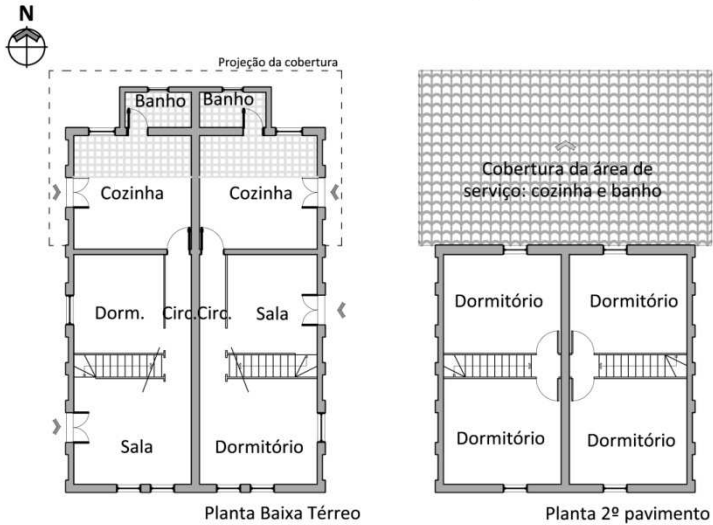 N
Projeção da cobertura
Banho
Banho
Cozinha
Cozinha
Dorm.
Circ.
Circ.
Sala
Sala
Dormitório
Planta Baixa Térreo
Cobertura da área de
serviço: cozinha e banho
Dormitório
Dormitório
Dormitório
Dormitório
Planta 2º pavimento